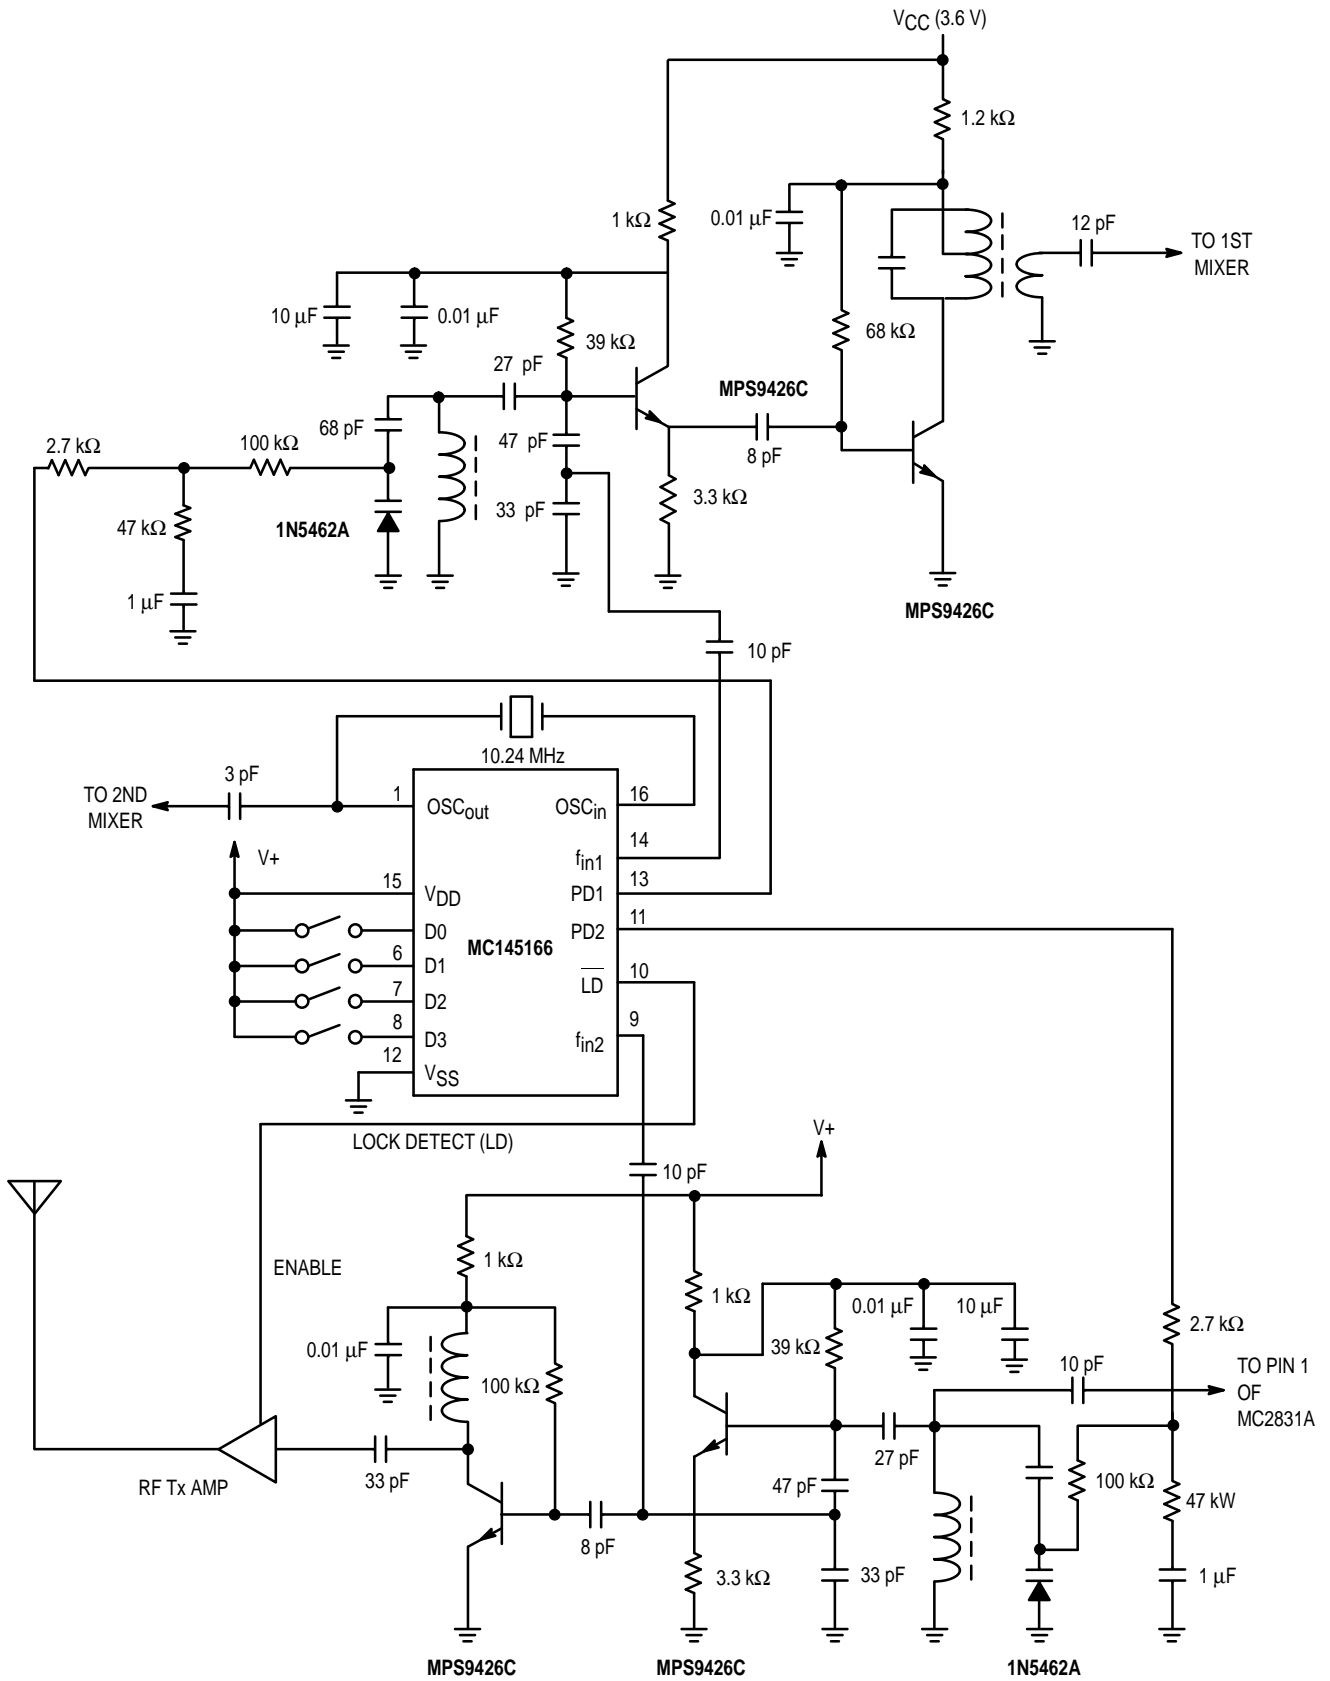 VCC (3.6 V)
1.2 kΩ
1 kΩ
0.01 µF
12 pF
TO 1ST
MIXER
10 µF
0.01 µF
39 kΩ
68 kΩ
27 pF
MPS9426C
68 pF
2.7 kΩ
100 kΩ
47 pF
8 pF
33 pF
3.3 kΩ
47 kΩ
1N5462A
1 µF
MPS9426C
10 pF
10.24 MHz
3 pF
TO 2ND
MIXER
1
OSCout
OSCin
16
V+
fin1
14
15
VDD
PD1
13
D0
MC145166
PD2
11
6
D1
LD
10
7
D2
8
D3
fin2
9
12
VSS
LOCK DETECT (LD)
V+
10 pF
ENABLE
1 kΩ
1 kΩ
0.01 µF
10 µF
2.7 kΩ
0.01 µF
39 kΩ
100 kΩ
10 pF
TO PIN 1
OF
MC2831A
RF Tx AMP
33 pF
27 pF
47 pF
100 kΩ
47 kW
8 pF
3.3 kΩ
33 pF
1 µF
MPS9426C
MPS9426C
1N5462A